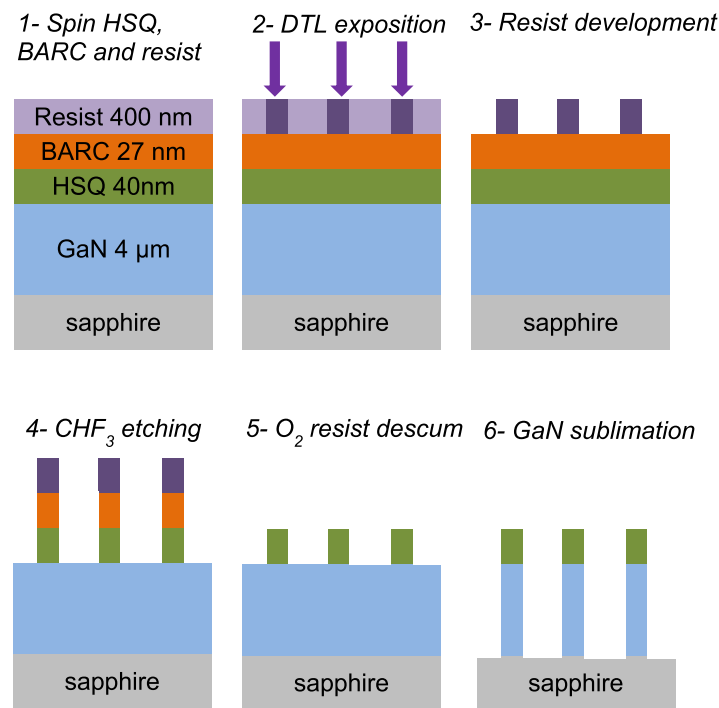 1- Spin HSQ,
BARC and resist
2- DTL exposition
3- Resist development
Resist 400 nm
BARC 27 nm
HSQ 40nm
GaN 4 µm
sapphire
sapphire
sapphire
4- CHF₃ etching
5- O₂ resist descum
6- GaN sublimation
sapphire
sapphire
sapphire